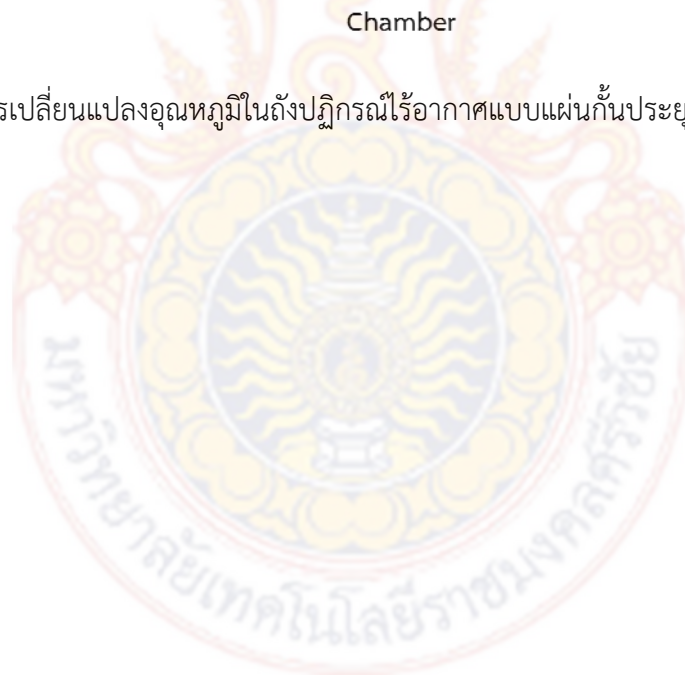 Chamber
รเปลี่ยนแปลงอุณหภูมิในถังปฏิกรณ์ไร้อากาศแบบแผ่นกั้นประยุ
มหาวิทยาลัยเทคโนโลยีราชมงคลศรีวิชัย